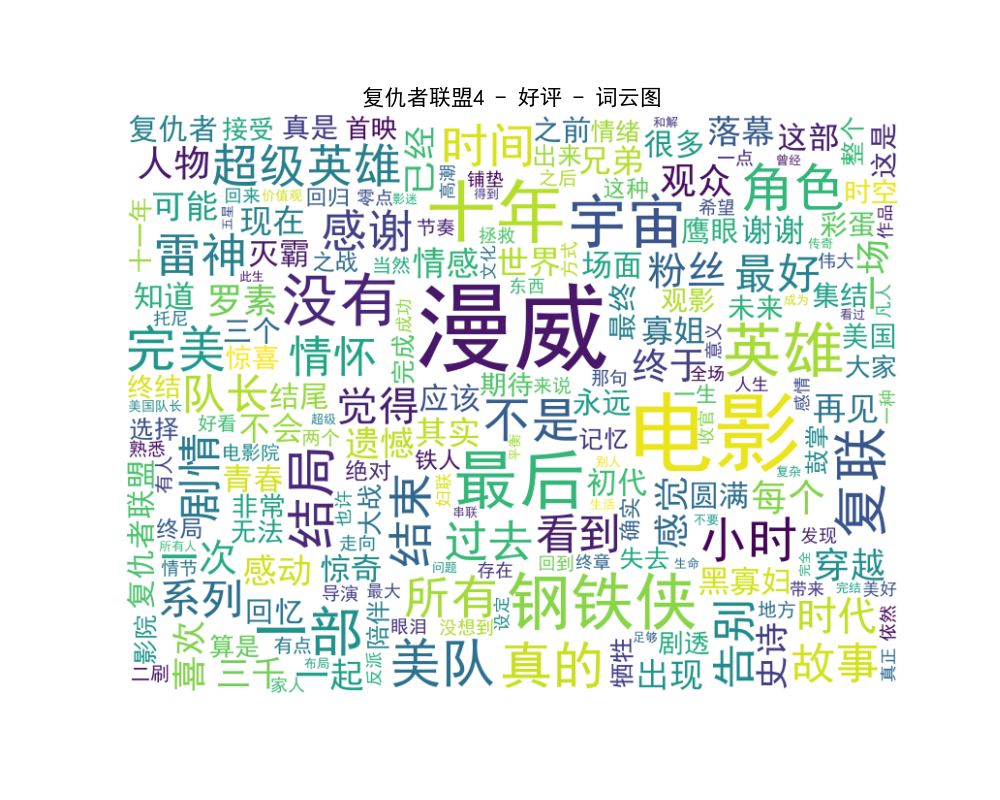 复仇者联盟4 - 好评 - 词云图
复仇者 接受 真是 首映 已经 时间 之前 情绪 和解 很多 落幕 这部 整个 这是
人物 超级英雄 高潮 铺垫 得到 出来 兄弟 之后 这种 观众 一点 曾经 角色 时空
十一年 可能 回来 价值观 五星 回归 零点 影迷 十年 宇宙 希望 鹰眼 谢谢 彩蛋 作品
现在 感谢 节奏 拯救 传奇
雷神 灭霸 之战 当然 情感 文化 世界 方式 场面 粉丝 最好 伟大 一场
知道 托尼 罗素 此生 没有 漫威 东西 最终 观影 未来 集结 凡人 成为 看过
完美 三个 惊喜 情怀 完成 成功 寡姐 终于 意义 英雄 美国 大家
终结 美国队长 队长 结尾 超级 觉得 应该 期待 来说 那句 全场 人生 感情 一种
选择 好看 不会 两个 遗憾 其实 不是 永远 一生 收官 再见
熟悉 有人 剧情 电影院 绝对 铁人 平衡 记忆 电影 鼓掌 复联
复仇者联盟 青春 结局 也许 妇联 最后 别人 初代 感觉 圆满 复杂 每个
终局 非常 无法 大战 走向 结束 串联 生活 确实 不要
所有人 一次 情节 感动 惊奇 过去 问题 存在 看到 回到 终章 失去 生命 小时 发现 完全 穿越
系列 回忆 导演 最大 所有 设定 钢铁侠 黑寡妇 带来 完结 美好
影院 喜欢 算是 有点 一部 陪伴 眼泪 没想到 足够 剧透 告别 地方 时代 依然
二刷 三千 家人 布局 一起 反派 美队 真的 牺牲 出现 史诗 故事 真正